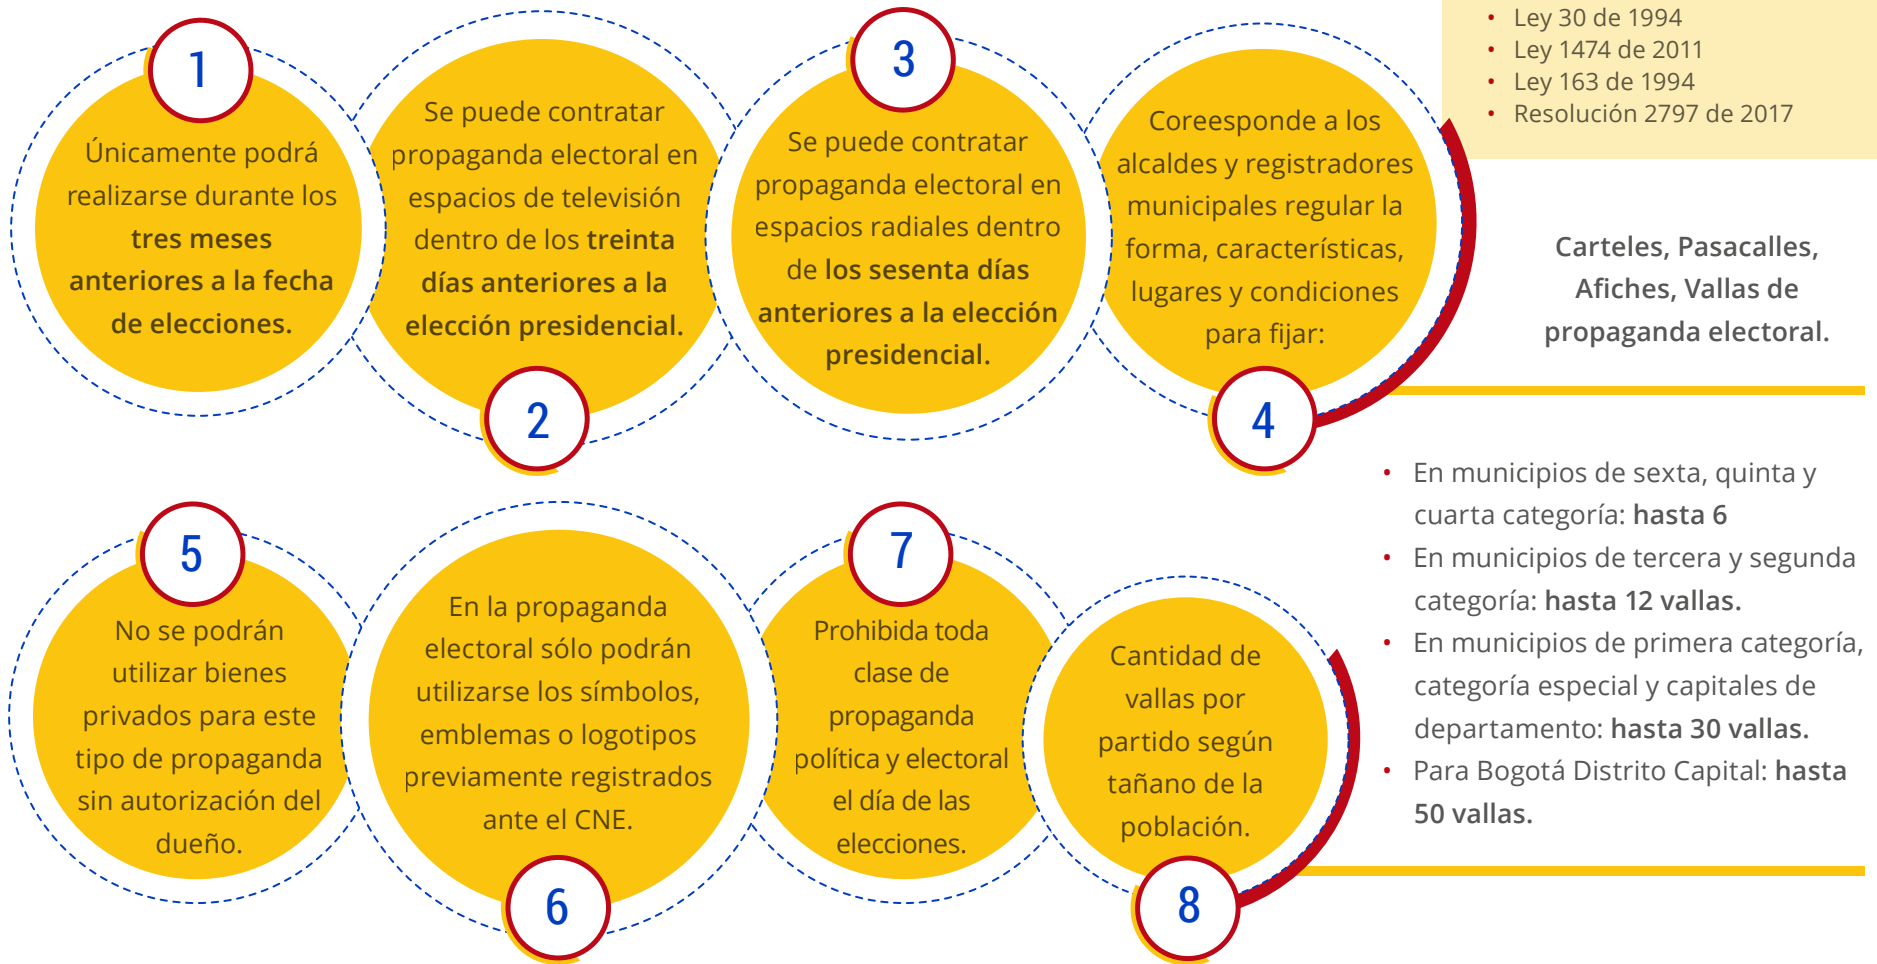 • Ley 30 de 1994
• Ley 1474 de 2011
• Ley 163 de 1994
• Resolución 2797 de 2017
1
Únicamente podrá
realizarse durante los
tres meses
anteriores a la fecha
de elecciones.
Se puede contratar
propaganda electoral en
espacios de televisión
dentro de los treinta
días anteriores a la
elección presidencial.
2
3
Se puede contratar
propaganda electoral en
espacios radiales dentro
de los sesenta días
anteriores a la elección
presidencial.
Coreesponde a los
alcaldes y registradores
municipales regular la
forma, características,
lugares y condiciones
para fijar:
4
Carteles, Pasacalles,
Afiches, Vallas de
propaganda electoral.
5
No se podrán
utilizar bienes
privados para este
tipo de propaganda
sin autorización del
dueño.
En la propaganda
electoral sólo podrán
utilizarse los símbolos,
emblemas o logotipos
previamente registrados
ante el CNE.
6
7
Prohibida toda
clase de
propaganda
política y electoral
el día de las
elecciones.
Cantidad de
vallas por
partido según
tañano de la
población.
8
• En municipios de sexta, quinta y
cuarta categoría: hasta 6
• En municipios de tercera y segunda
categoría: hasta 12 vallas.
• En municipios de primera categoría,
categoría especial y capitales de
departamento: hasta 30 vallas.
• Para Bogotá Distrito Capital: hasta
50 vallas.